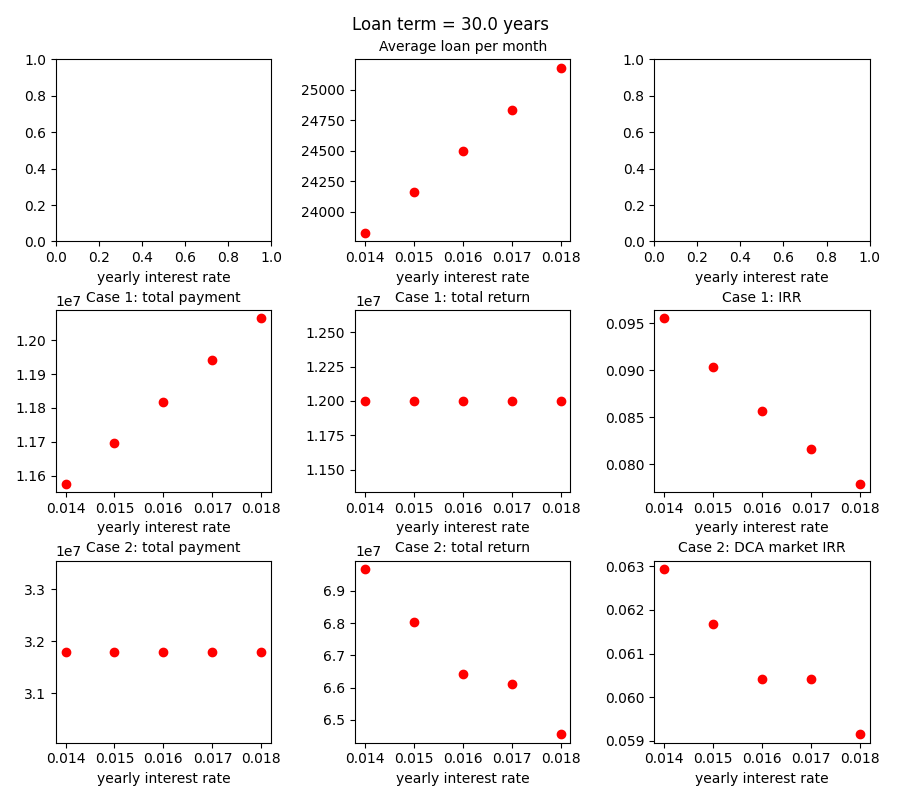 Loan term = 30.0 years
Average loan per month
1.0
0.8
0.6
0.4
0.2
0.0
0.0 0.2 0.4 0.6 0.8 1.0
yearly interest rate
25000
24750
24500
24250
24000
0.014 0.015 0.016 0.017 0.018
yearly interest rate
1.0
0.8
0.6
0.4
0.2
0.0
0.0 0.2 0.4 0.6 0.8 1.0
yearly interest rate
1e7
Case 1: total payment
1.20
1.19
1.18
1.17
1.16
0.014 0.015 0.016 0.017 0.018
yearly interest rate
1e7
Case 1: total return
1.250
1.225
1.200
1.175
1.150
0.014 0.015 0.016 0.017 0.018
yearly interest rate
Case 1: IRR
0.095
0.090
0.085
0.080
0.014 0.015 0.016 0.017 0.018
yearly interest rate
1e7
Case 2: total payment
3.3
3.2
3.1
0.014 0.015 0.016 0.017 0.018
yearly interest rate
1e7
Case 2: total return
6.9
6.8
6.7
6.6
6.5
0.014 0.015 0.016 0.017 0.018
yearly interest rate
Case 2: DCA market IRR
0.063
0.062
0.061
0.060
0.059
0.014 0.015 0.016 0.017 0.018
yearly interest rate